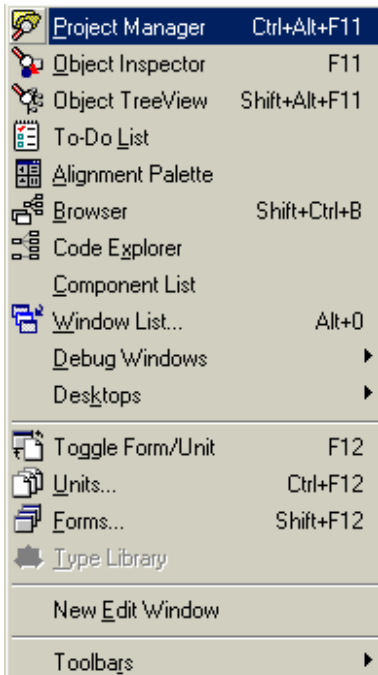 Project Manager Ctrl+Alt+F11
Object Inspector F11
Object TreeView Shift+Alt+F11
To-Do List
Alignment Palette
Browser Shift+Ctrl+B
Code Explorer
Component List
Window List... Alt+0
Debug Windows
Desktops
Toggle Form/Unit F12
Units... Ctrl+F12
Forms... Shift+F12
Type Library
New Edit Window
Toolbars